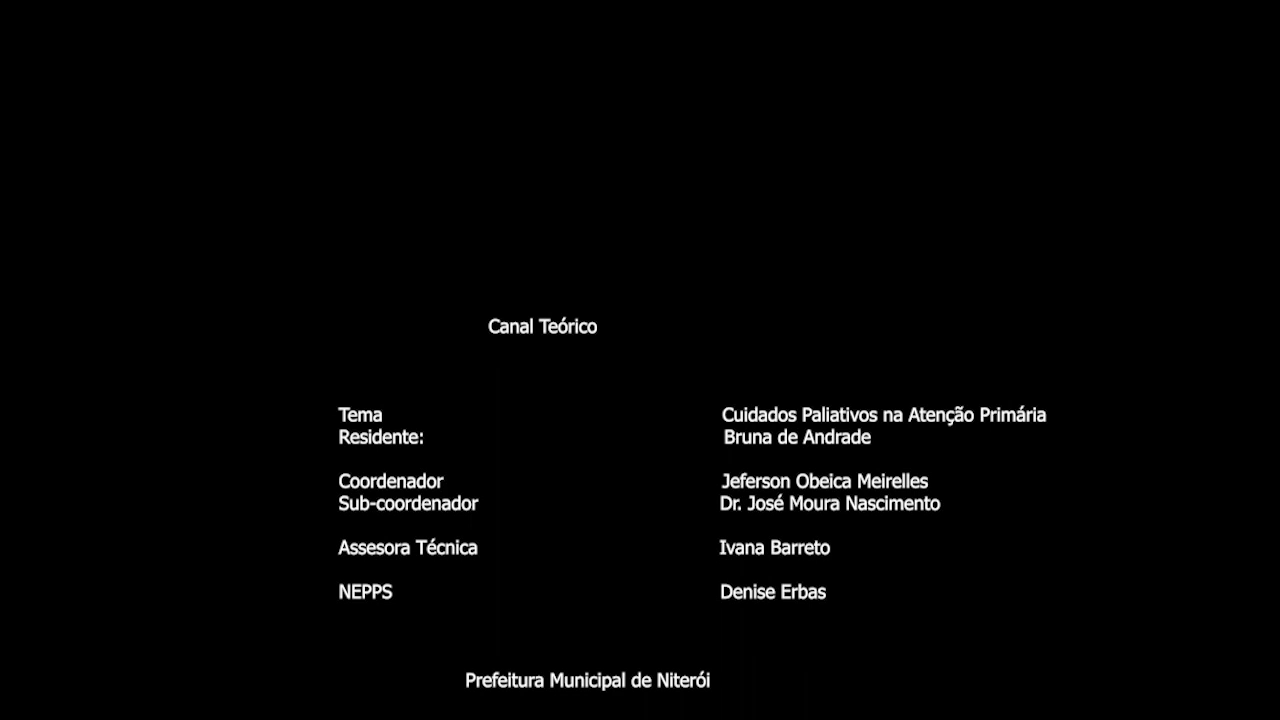 Canal Teórico
Tema Cuidados Paliativos na Atenção Primária
Residente: Bruna de Andrade
Coordenador Jeferson Obeica Meirelles
Sub-coordenador Dr. José Moura Nascimento
Assesora Técnica Ivana Barreto
NEPPS Denise Erbas
Prefeitura Municipal de Niterói